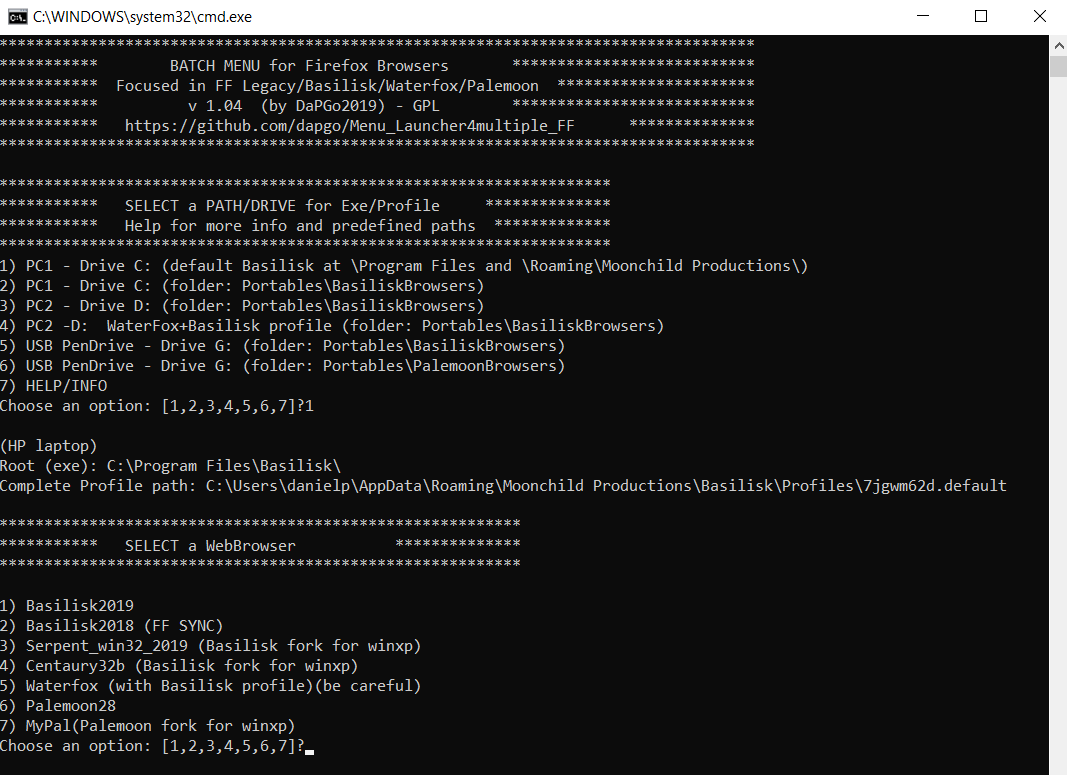 C:\WINDOWS\system32\cmd.exe
************************************************************************************
***********        BATCH MENU for Firefox Browsers       ***************************
***********  Focused in FF Legacy/Basilisk/Waterfox/Palemoon  **********************
***********          v 1.04  (by DaPGo2019) - GPL        ***************************
***********   https://github.com/dapgo/Menu_Launcher4multiple_FF      **************
************************************************************************************

********************************************************************
***********   SELECT a PATH/DRIVE for Exe/Profile     **************
***********   Help for more info and predefined paths  *************
********************************************************************
1) PC1 - Drive C: (default Basilisk at \Program Files and \Roaming\Moonchild Productions\)
2) PC1 - Drive C: (folder: Portables\BasiliskBrowsers)
3) PC2 - Drive D: (folder: Portables\BasiliskBrowsers)
4) PC2 -D:  WaterFox+Basilisk profile (folder: Portables\BasiliskBrowsers)
5) USB PenDrive - Drive G: (folder: Portables\BasiliskBrowsers)
6) USB PenDrive - Drive G: (folder: Portables\PalemoonBrowsers)
7) HELP/INFO
Choose an option: [1,2,3,4,5,6,7]?1

(HP laptop)
Root (exe): C:\Program Files\Basilisk\
Complete Profile path: C:\Users\danielp\AppData\Roaming\Moonchild Productions\Basilisk\Profiles\7jgwm62d.default

**********************************************************
***********   SELECT a WebBrowser           **************
**********************************************************

1) Basilisk2019
2) Basilisk2018 (FF SYNC)
3) Serpent_win32_2019 (Basilisk fork for winxp)
4) Centaury32b (Basilisk fork for winxp)
5) Waterfox (with Basilisk profile)(be careful)
6) Palemoon28
7) MyPal(Palemoon fork for winxp)
Choose an option: [1,2,3,4,5,6,7]?